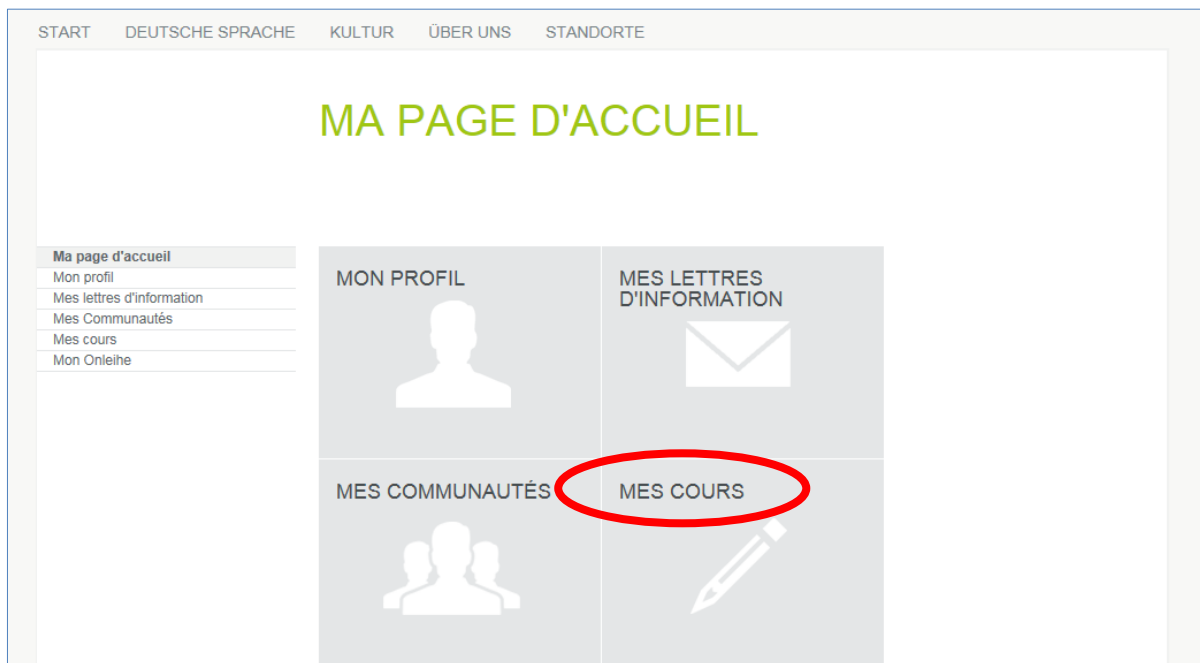 START DEUTSCHE SPRACHE KULTUR ÜBER UNS STANDORTE
MA PAGE D'ACCUEIL
Ma page d'accueil
Mon profil
Mes lettres d'information
Mes Communautés
Mes cours
Mon Onleihe
MON PROFIL
MES LETTRES
D'INFORMATION
MES COMMUNAUTÉS
MES COURS